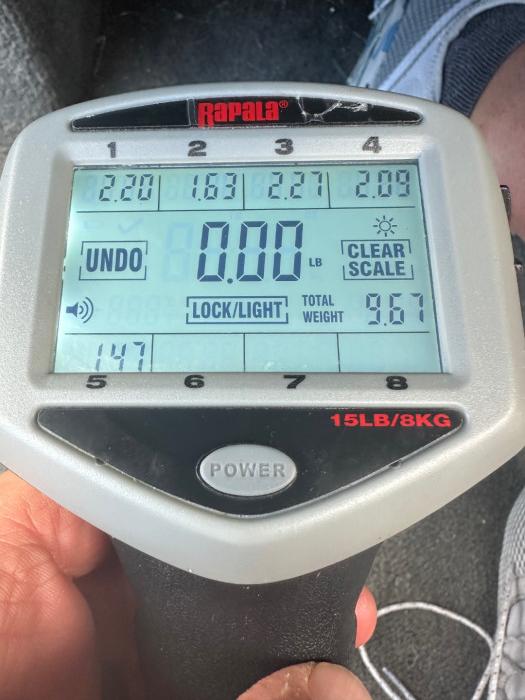 Rapala®
1 2 3 4
2.20 1.63 2.27 2.09
UNDO 0.00 LB CLEAR SCALE
LOCK/LIGHT TOTAL WEIGHT 9.67
1.47
5 6 7 8
15LB/8KG
POWER